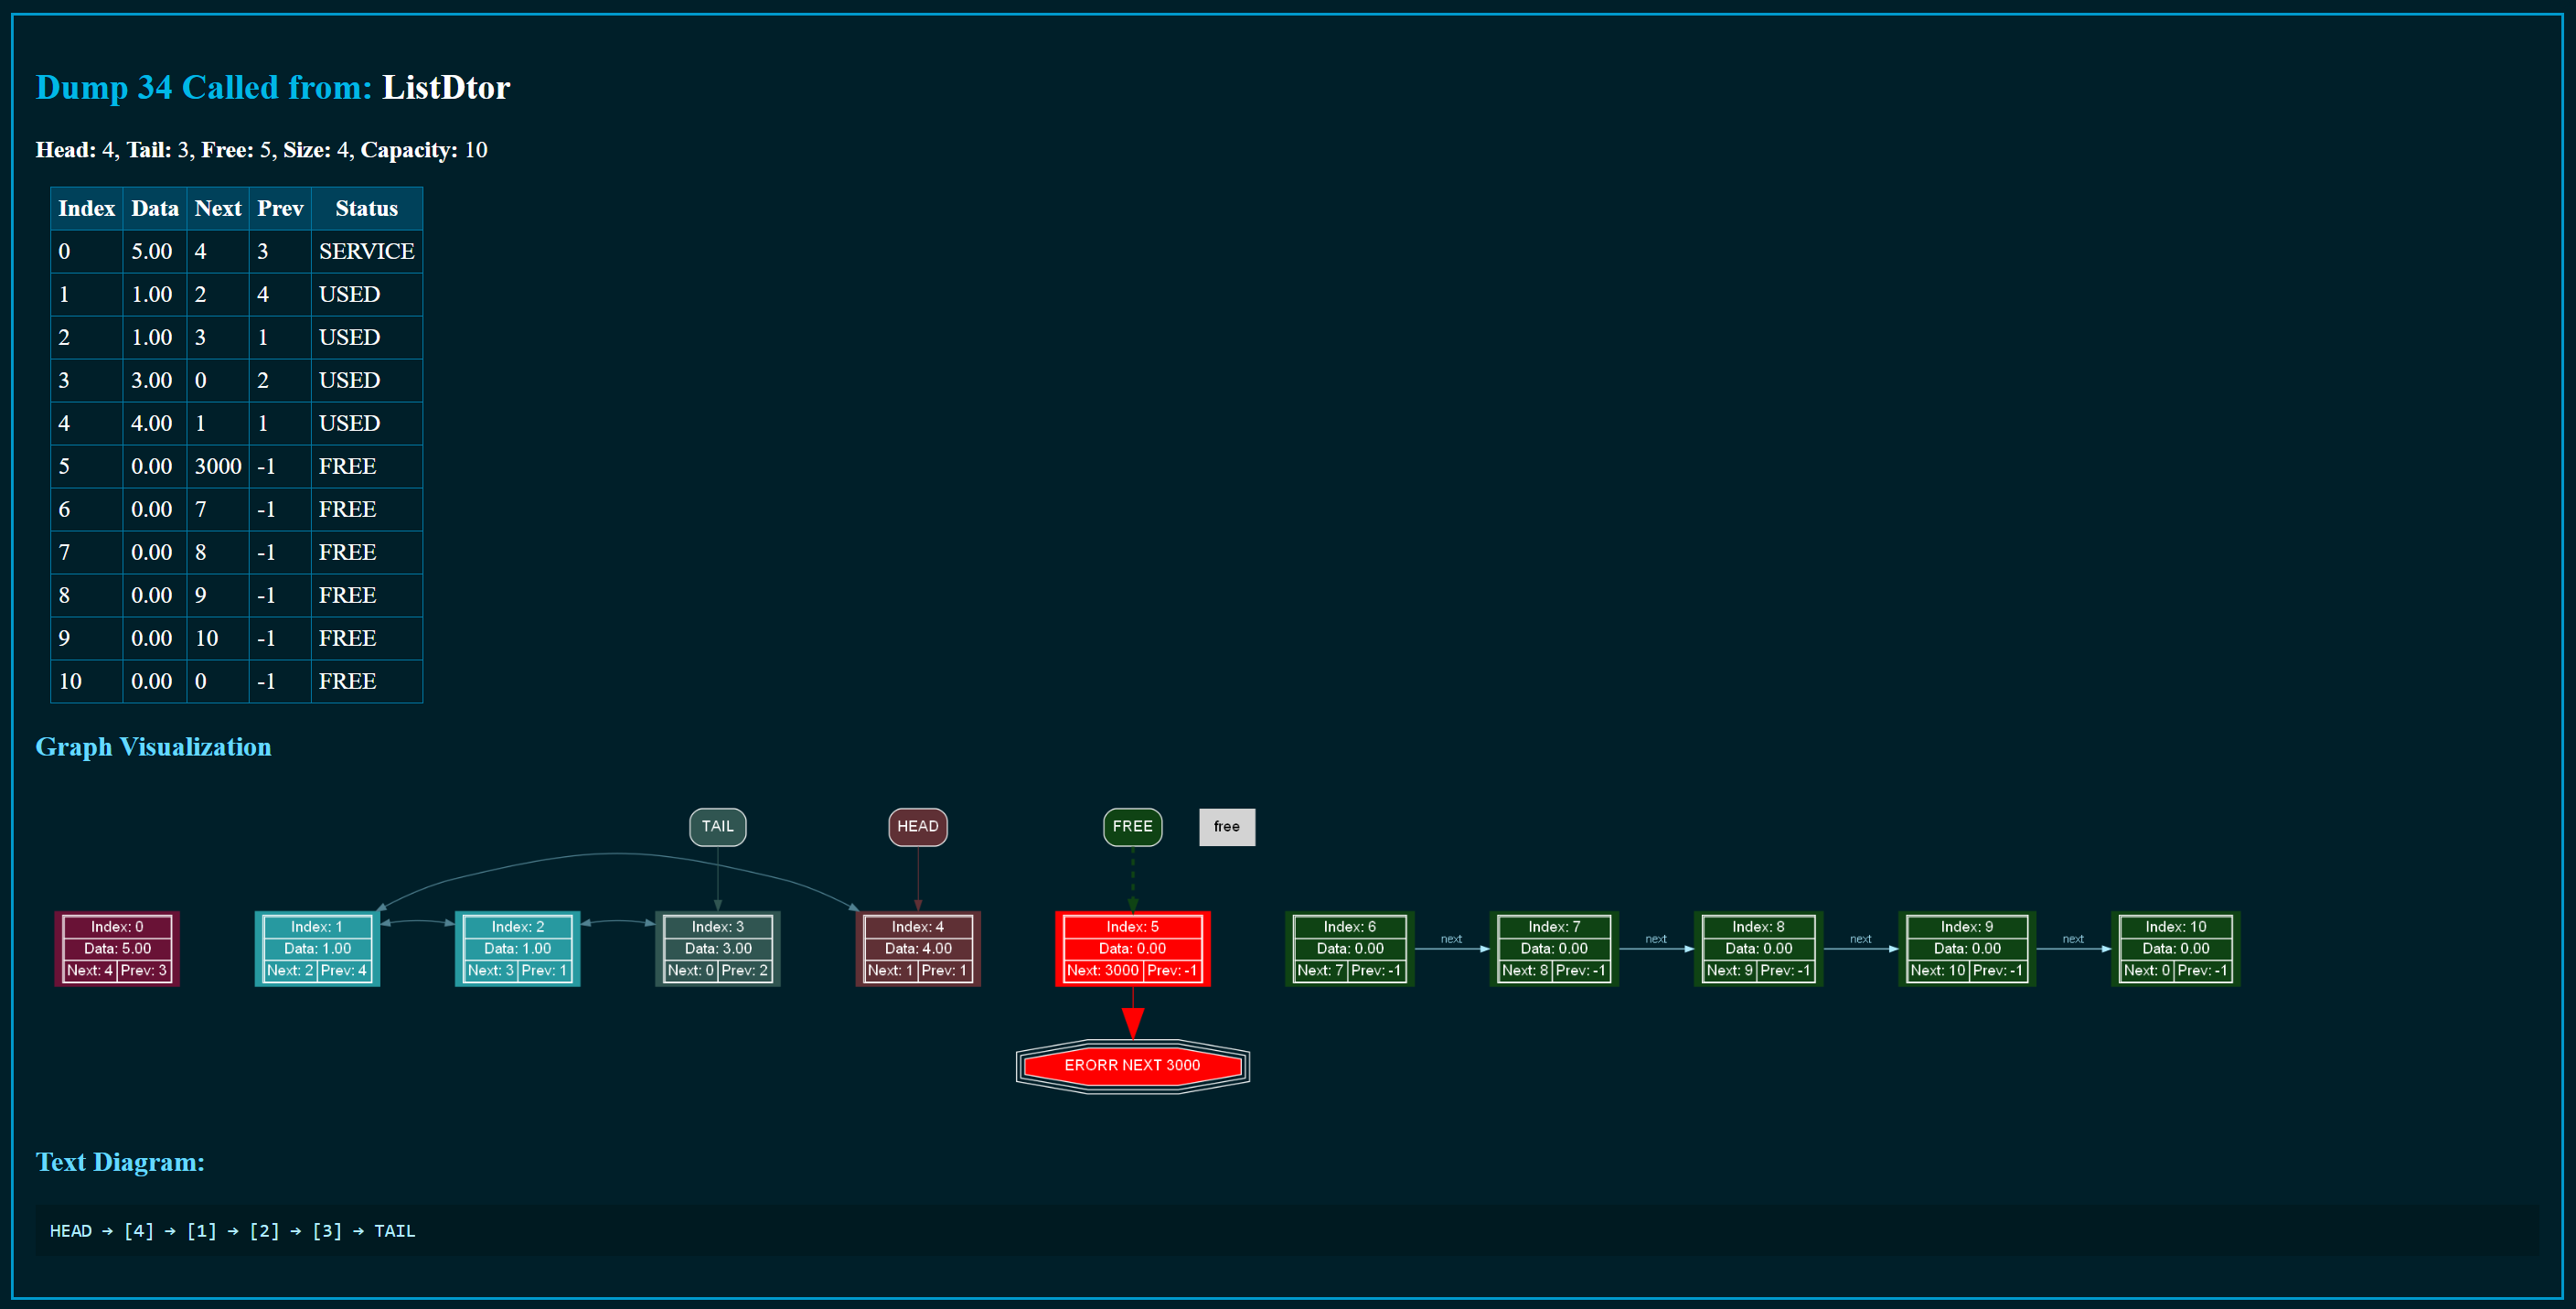 Dump 34 Called from: ListDtor
Head: 4, Tail: 3, Free: 5, Size: 4, Capacity: 10
Index Data Next Prev Status
0 5.00 4 3 SERVICE
1 1.00 2 4 USED
2 1.00 3 1 USED
3 3.00 0 2 USED
4 4.00 1 1 USED
5 0.00 3000 -1 FREE
6 0.00 7 -1 FREE
7 0.00 8 -1 FREE
8 0.00 9 -1 FREE
9 0.00 10 -1 FREE
10 0.00 0 -1 FREE
Graph Visualization
TAIL HEAD FREE free
Index: 0 Index: 1 Index: 2 Index: 3 Index: 4 Index: 5 Index: 6 Index: 7 Index: 8 Index: 9 Index: 10
next next next next
Data: 5.00 Data: 1.00 Data: 1.00 Data: 3.00 Data: 4.00 Data: 0.00 Data: 0.00 Data: 0.00 Data: 0.00 Data: 0.00 Data: 0.00
Next: 4 Prev: 3 Next: 2 Prev: 4 Next: 3 Prev: 1 Next: 0 Prev: 2 Next: 1 Prev: 1 Next: 3000 Prev: -1 Next: 7 Prev: -1 Next: 8 Prev: -1 Next: 9 Prev: -1 Next: 10 Prev: -1 Next: 0 Prev: -1
ERORR NEXT 3000
Text Diagram:
HEAD → [4] → [1] → [2] → [3] → TAIL